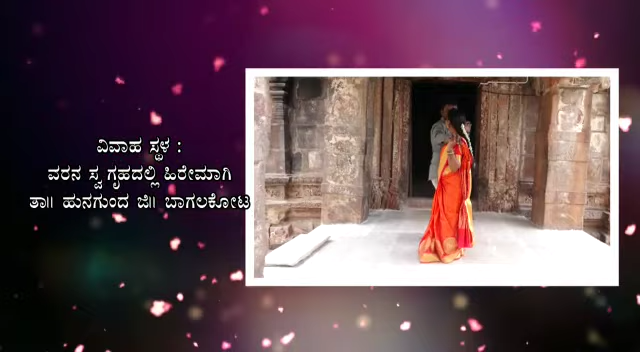 ವಿವಾಹ ಸ್ಥಳ :
ವರನ ಸ್ವ ಗೃಹದಲ್ಲಿ ಹಿರೇಮಾಗಿ
ತಾ॥ ಹುನಗುಂದ ಜಿ॥ ಬಾಗಲಕೋಟ